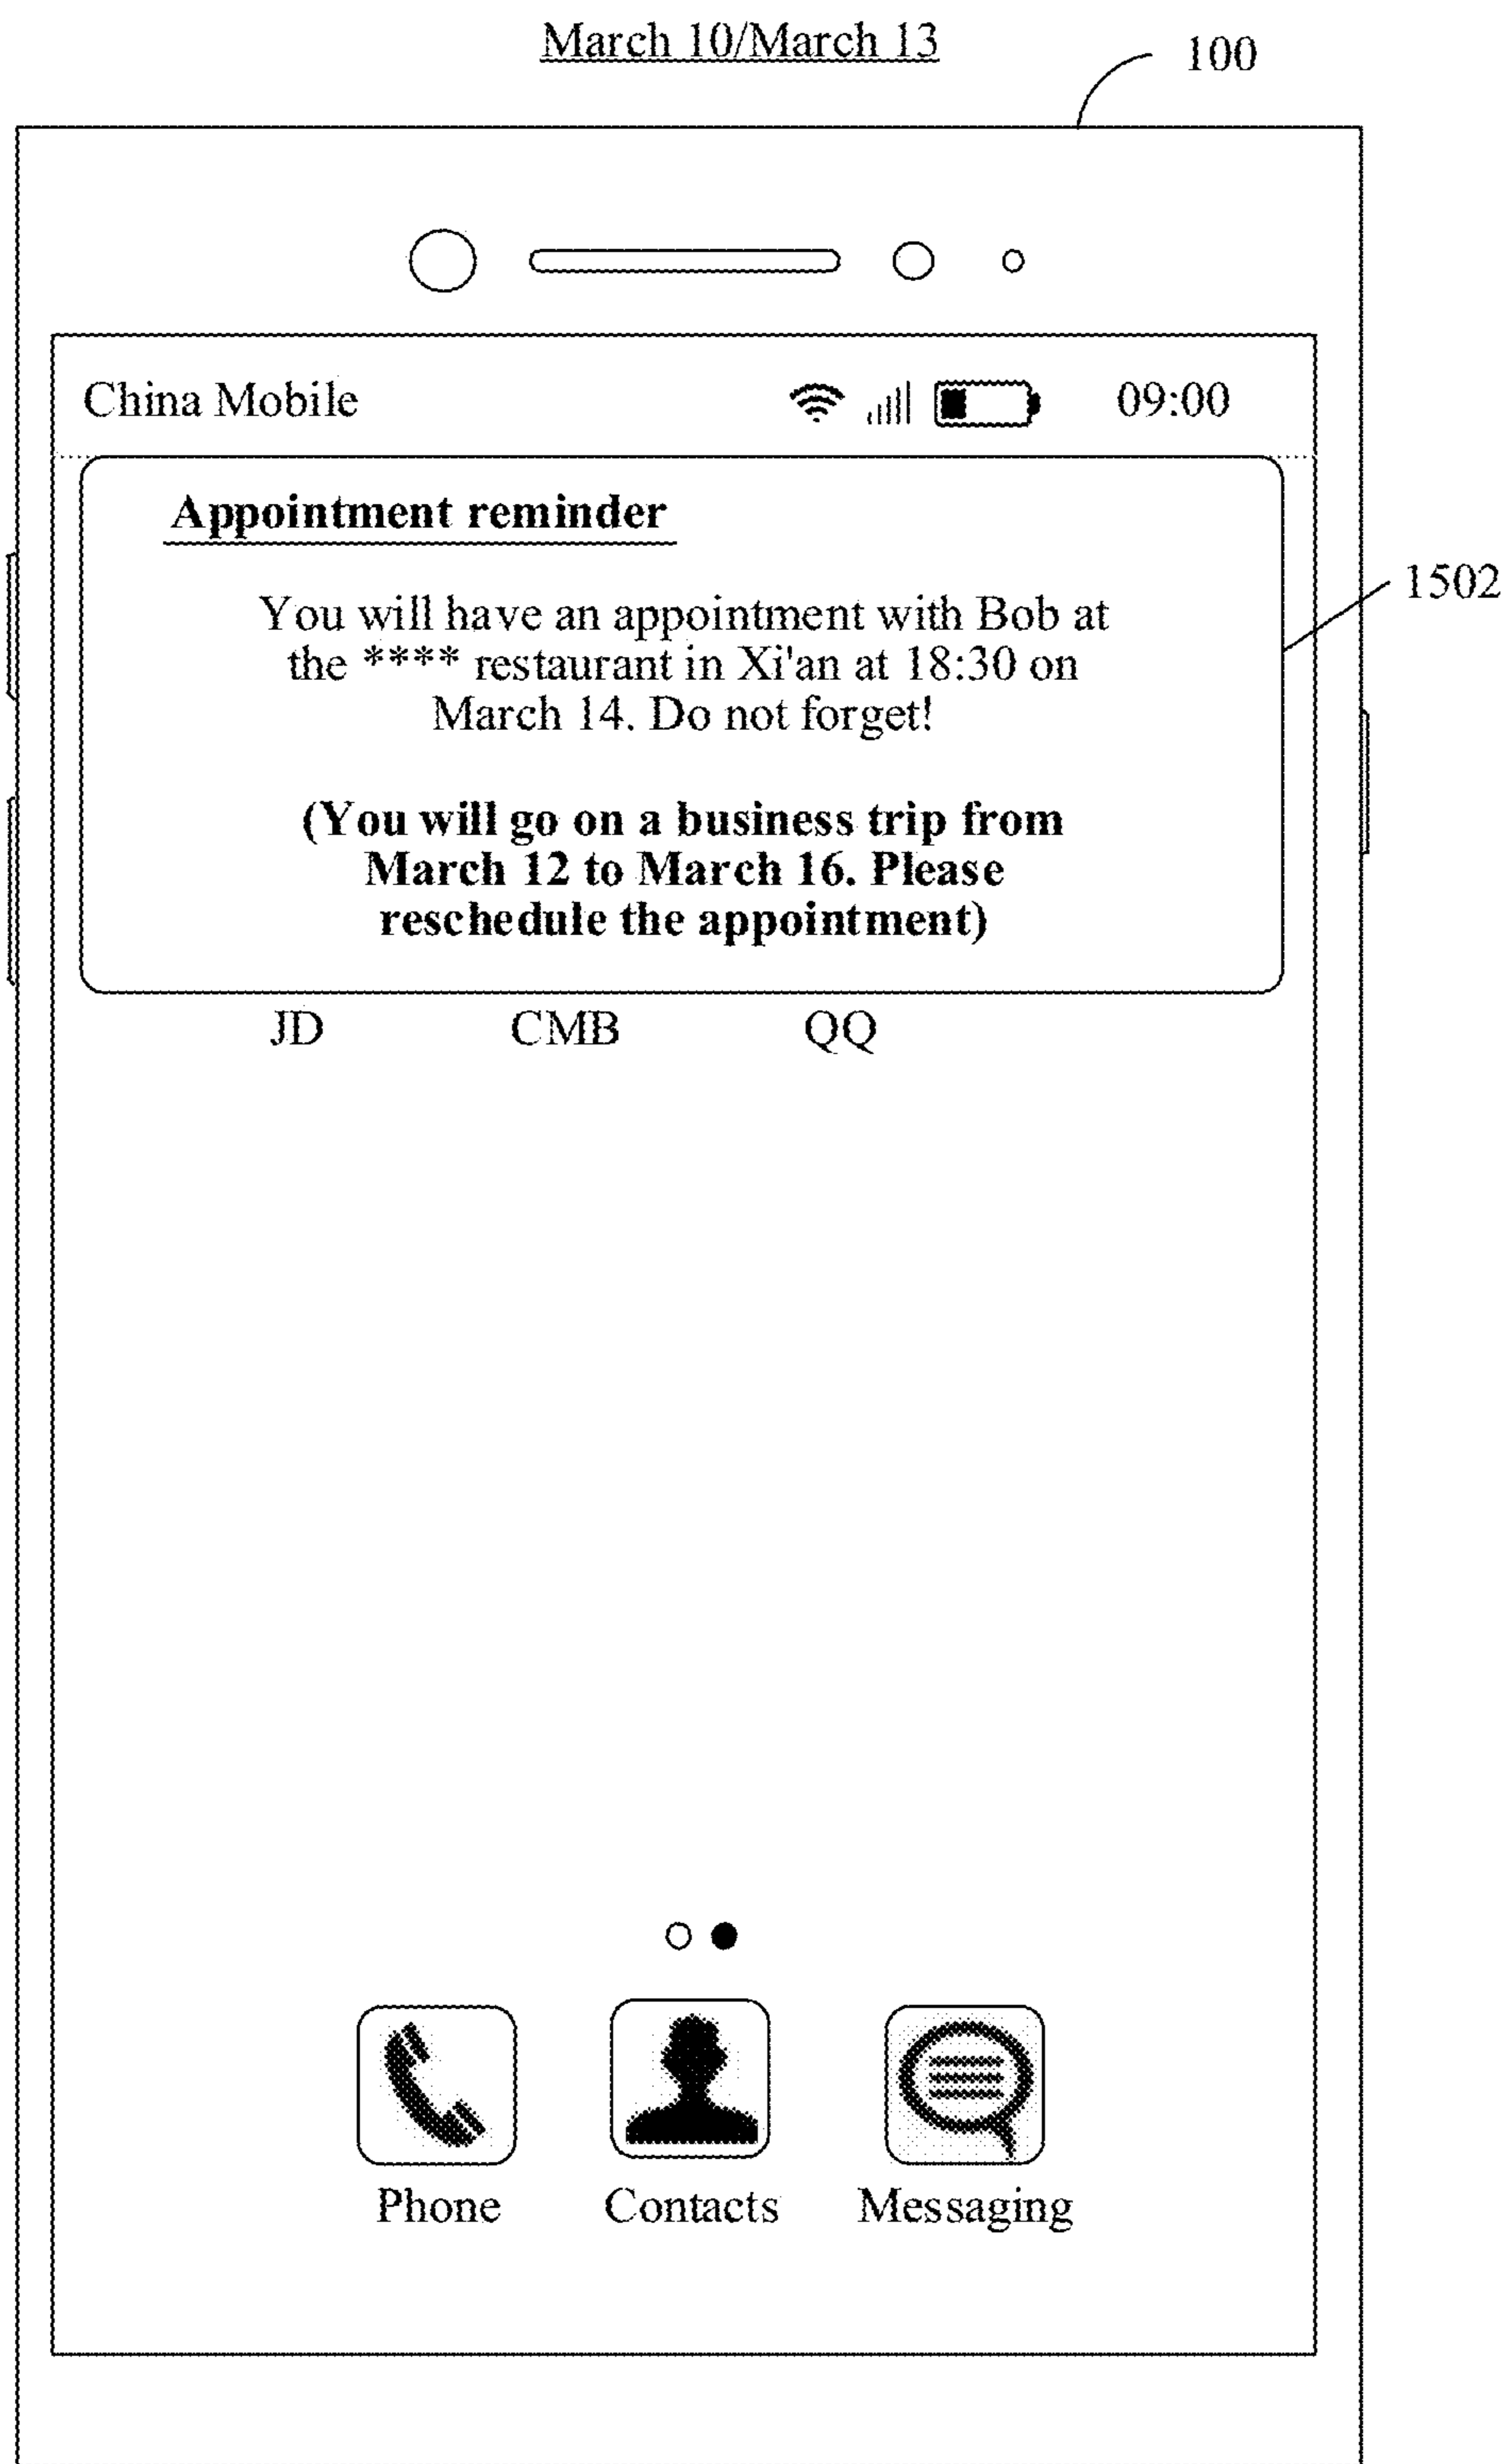 March 10/March 13
100
China Mobile 09:00
Appointment reminder
You will have an appointment with Bob at
the **** restaurant in Xi'an at 18:30 on
March 14. Do not forget!
1502
(You will go on a business trip from
March 12 to March 16. Please
reschedule the appointment)
JD CMB QQ
Phone Contacts Messaging